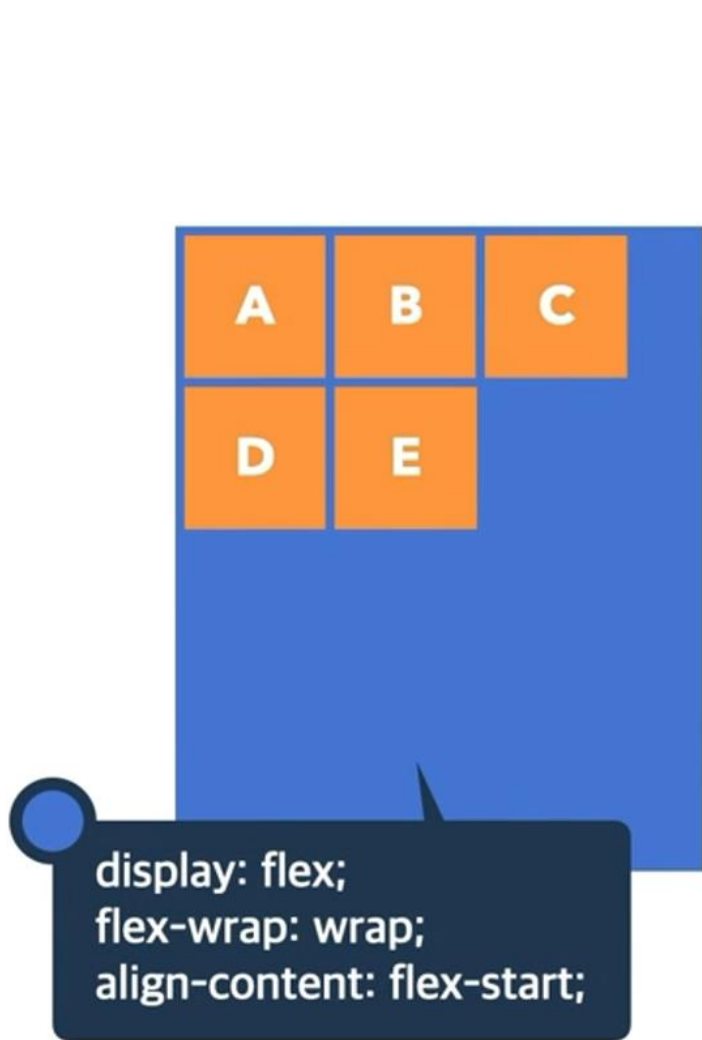 A B C
D E
display: flex;
flex-wrap: wrap;
align-content: flex-start;